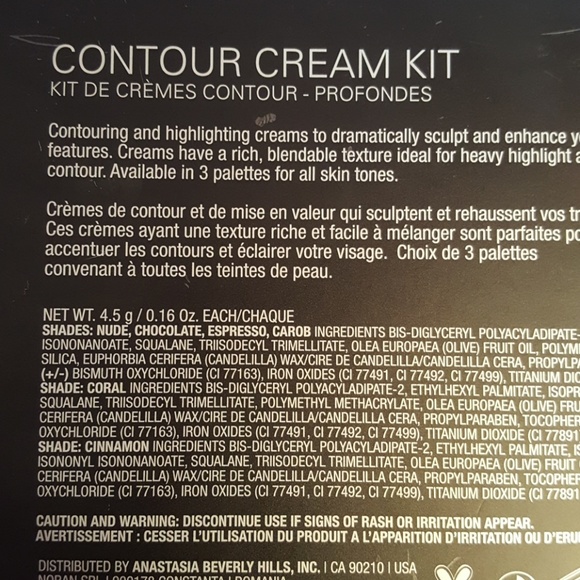 CONTOUR CREAM KIT
KIT DE CRÈMES CONTOUR - PROFONDES
Contouring and highlighting creams to dramatically sculpt and enhance
features. Creams have a rich, blendable texture ideal for heavy highlight
contour. Available in 3 palettes for all skin tones.
Crèmes de contour et de mise en valeur qui sculptent et rehaussent vos
Ces crèmes ayant une texture riche et facile à mélanger sont parfaites
accentuer les contours et éclairer votre visage. Choix de 3 palettes
convenant à toutes les teintes de peau.
NET WT. 4.5 g / 0.16 Oz. EACH/CHAQUE
SHADES: NUDE, CHOCOLATE, ESPRESSO, CAROB INGREDIENTS BIS-DIGLYCERYL POLYACYLADIPATE-
ISONONANOATE, SQUALANE, TRIISODECYL TRIMELLITATE, OLEA EUROPAEA (OLIVE) FRUIT OIL,
SILICA, EUPHORBIA CERIFERA (CANDELILLA) WAX/CIRE DE CANDELILLA/CANDELILLA CERA,
(+/-) BISMUTH OXYCHLORIDE (CI 77163), IRON OXIDES (CI 77491, CI 77492, CI 77499), TITANIUM
SHADE: CORAL INGREDIENTS BIS-DIGLYCERYL POLYACYLADIPATE-2, ETHYLHEXYL PALMITATE,
SQUALANE, TRIISODECYL TRIMELLITATE, POLYMETHYL METHACRYLATE, OLEA EUROPAEA (OLIVE)
CERIFERA (CANDELILLA) WAX/CIRE DE CANDELILLA/CANDELILLA CERA, PROPYLPARABEN,
OXYCHLORIDE (CI 77163), IRON OXIDES (CI 77491, CI 77492, CI 77499), TITANIUM DIOXIDE (CI 77891
SHADE: CINNAMON INGREDIENTS BIS-DIGLYCERYL POLYACYLADIPATE-2, ETHYLHEXYL PALMITATE,
ISONONYL ISONONANOATE, SQUALANE, TRIISODECYL TRIMELLITATE, OLEA EUROPAEA (OLIVE) FRUIT
CERIFERA (CANDELILLA) WAX/CIRE DE CANDELILLA/CANDELILLA CERA, PROPYLPARABEN,
OXYCHLORIDE (CI 77163), IRON OXIDES (CI 77491, CI 77492, CI 77499), TITANIUM DIOXIDE (CI 77891
CAUTION AND WARNING: DISCONTINUE USE IF SIGNS OF RASH OR IRRITATION APPEAR.
AVERTISSEMENT : CESSER L'UTILISATION DU PRODUIT A L'APPARITION D'IRRITATION OU
DISTRIBUTED BY ANASTASIA BEVERLY HILLS, INC. | CA 90210 | USA